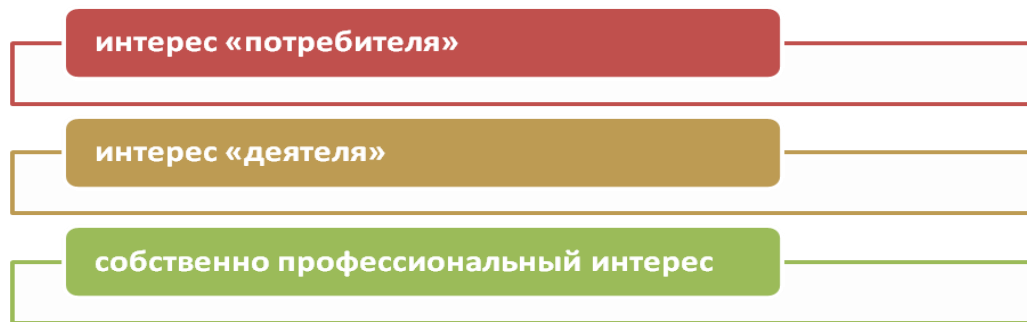 интерес «потребителя»
интерес «деятеля»
собственно профессиональный интерес